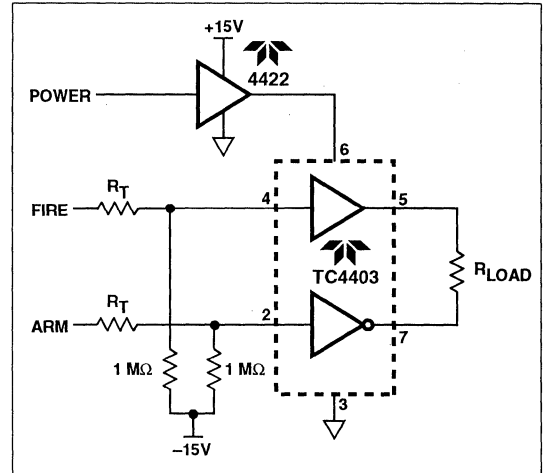 +15V
4422
POWER
6
R_T
FIRE
4
5
TC4403
R_LOAD
R_T
ARM
2
7
1 MΩ
1 MΩ
3
–15V